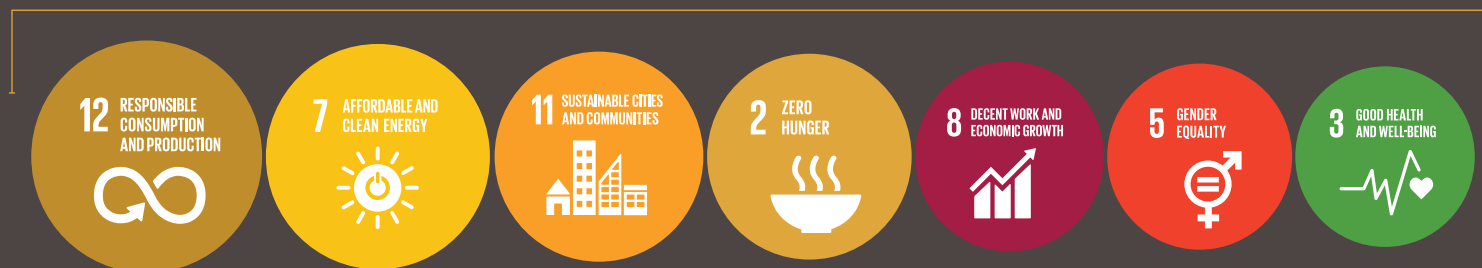 12 RESPONSIBLE
CONSUMPTION
AND PRODUCTION
7 AFFORDABLE AND
CLEAN ENERGY
11 SUSTAINABLE CITIES
AND COMMUNITIES
2 ZERO
HUNGER
8 DECENT WORK AND
ECONOMIC GROWTH
5 GENDER
EQUALITY
3 GOOD HEALTH
AND WELL-BEING